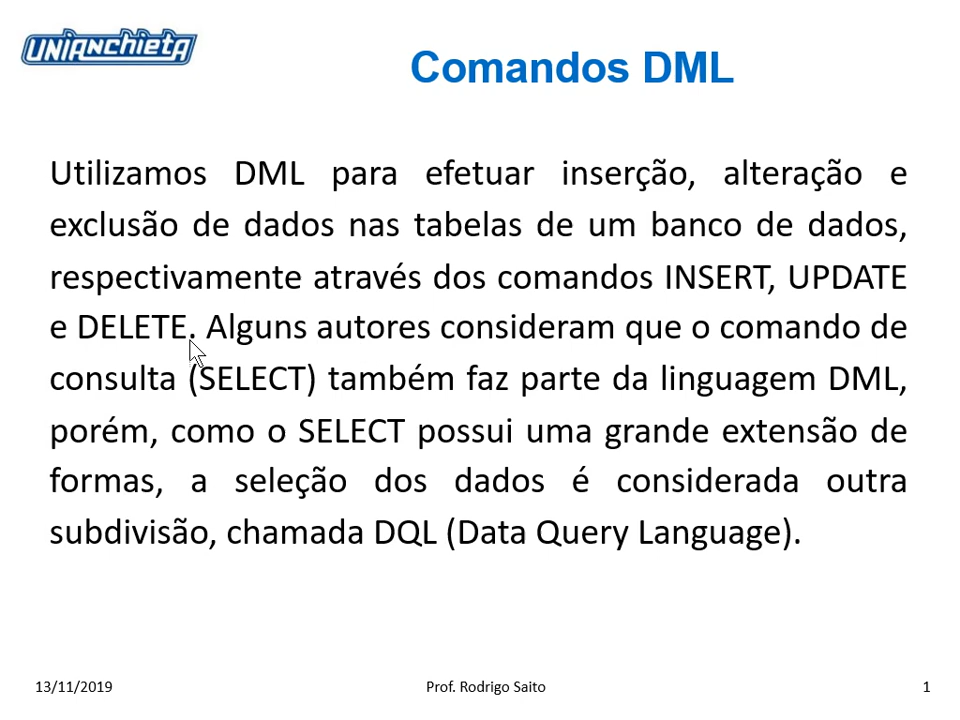 UNIANCHIETA
Comandos DML
Utilizamos DML para efetuar inserção, alteração e
exclusão de dados nas tabelas de um banco de dados,
respectivamente através dos comandos INSERT, UPDATE
e DELETE. Alguns autores consideram que o comando de
consulta (SELECT) também faz parte da linguagem DML,
porém, como o SELECT possui uma grande extensão de
formas, a seleção dos dados é considerada outra
subdivisão, chamada DQL (Data Query Language).
13/11/2019
Prof. Rodrigo Saito
1